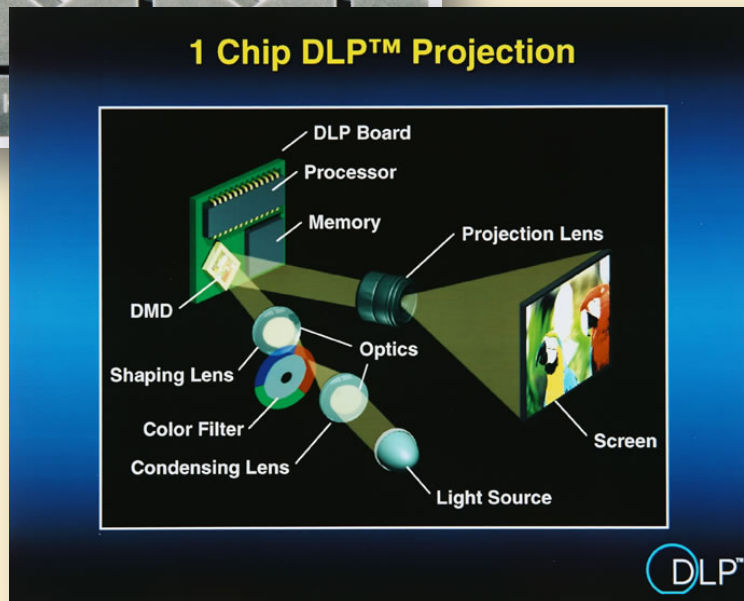 1 Chip DLP™ Projection
DLP Board
Processor
Memory
Projection Lens
DMD
Optics
Shaping Lens
Color Filter
Condensing Lens
Screen
Light Source
DLP™